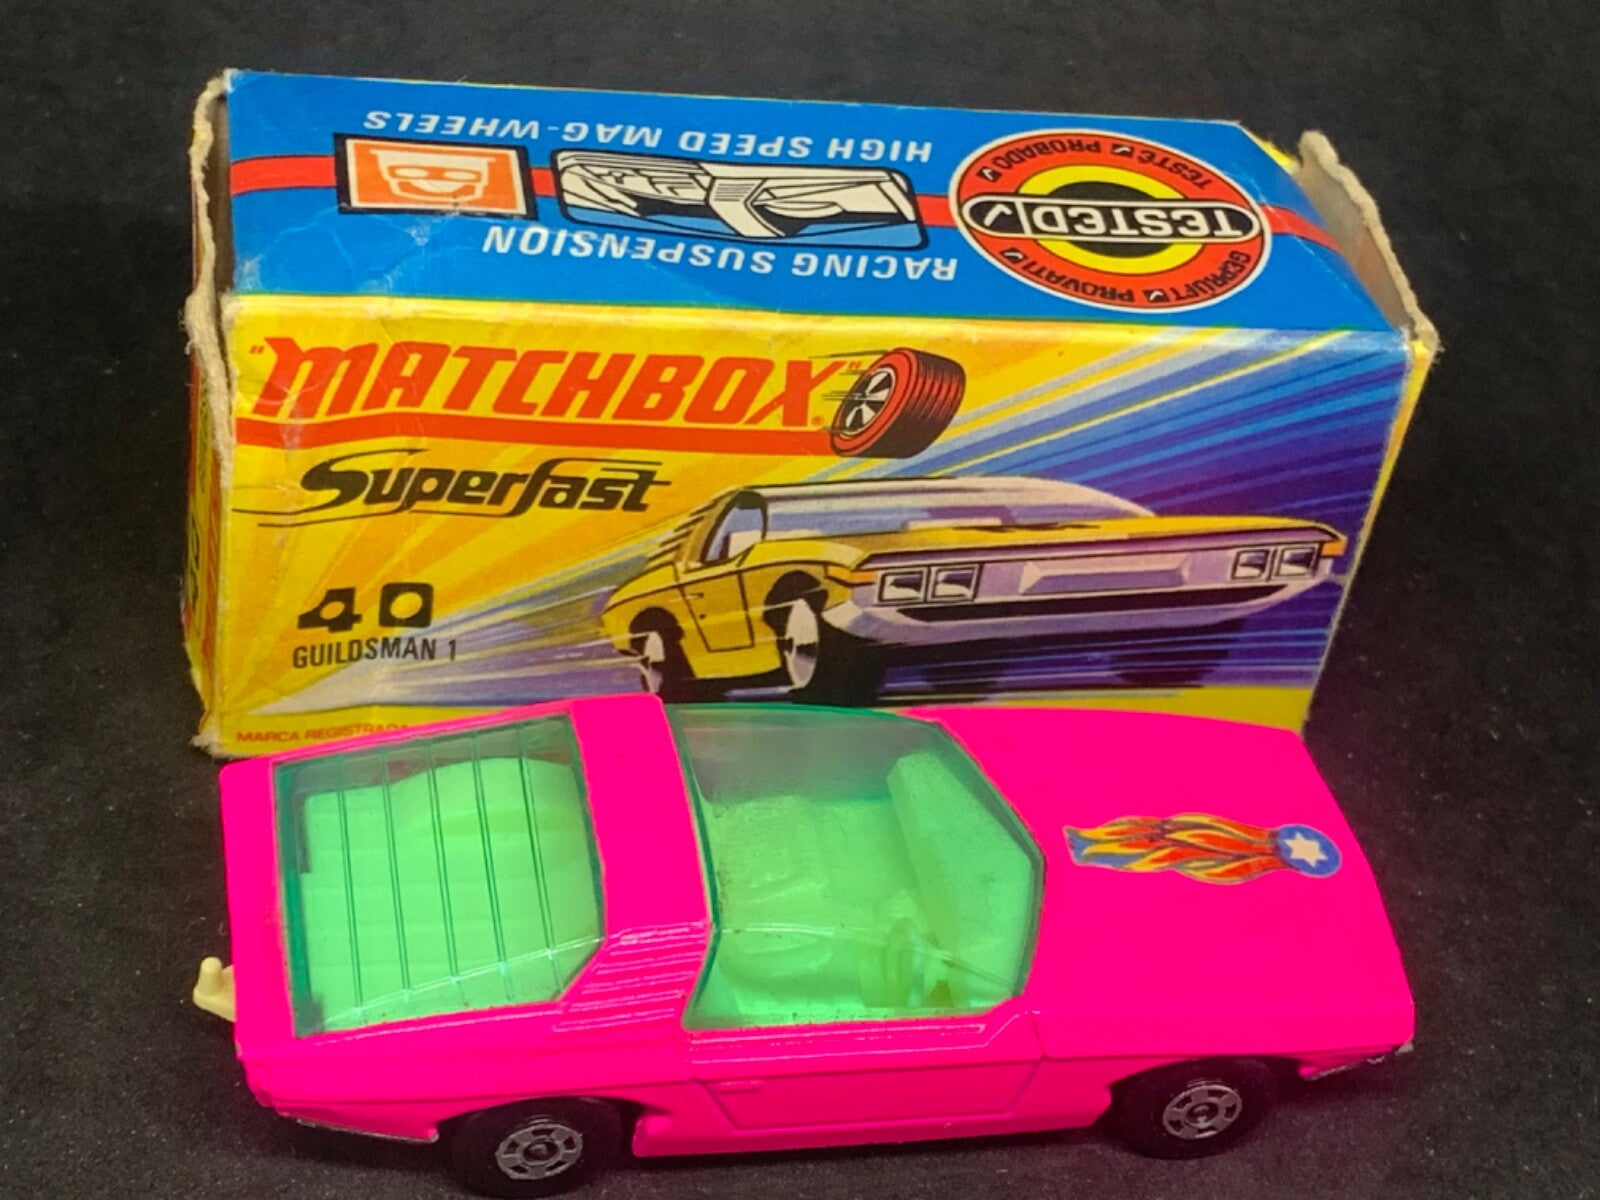 HIGH SPEED MAG-WHEELS
RACING SUSPENSION
TESTED
GEPRÜFT PROVATI
TESTÉ PROBADO
"MATCHBOX"
Superfast
40
GUILDSMAN 1
MARCA REGISTRADA